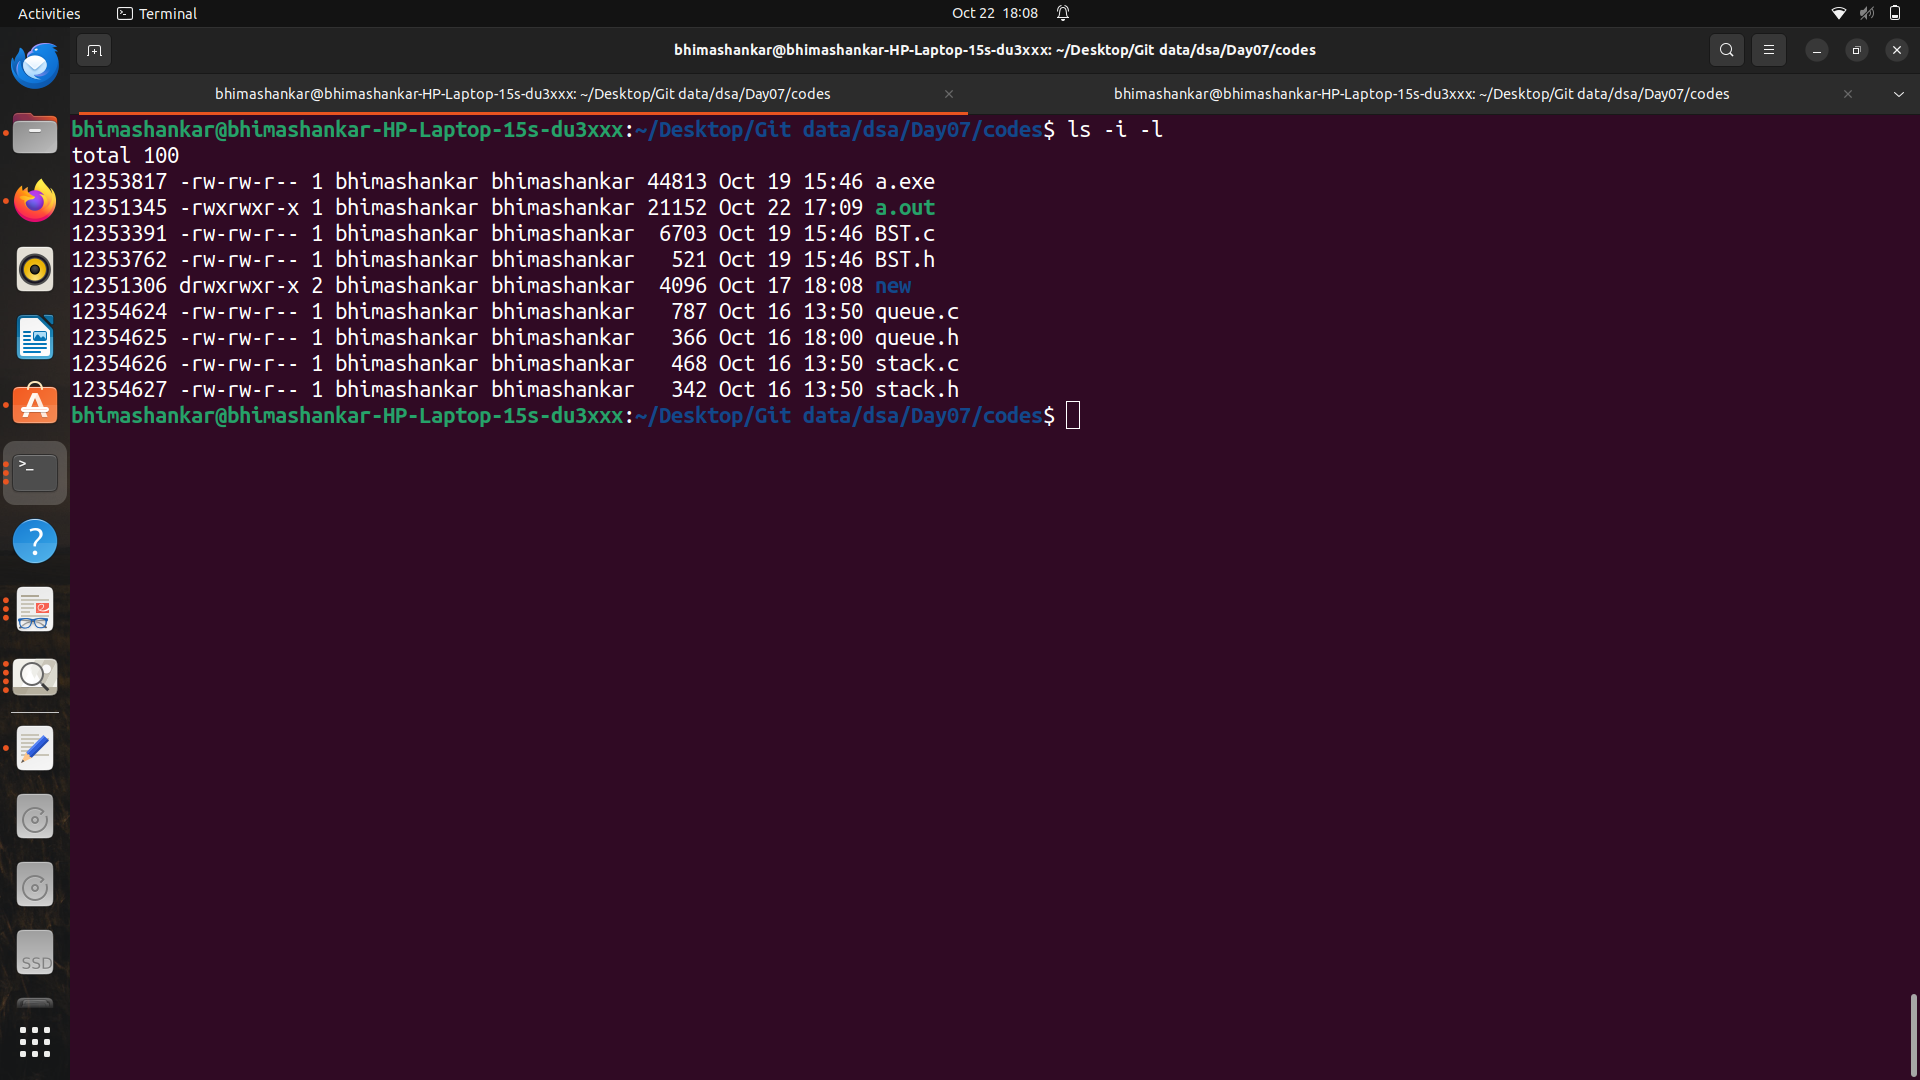 Activities Terminal Oct 22 18:08
bhimashankar@bhimashankar-HP-Laptop-15s-du3xxx: ~/Desktop/Git data/dsa/Day07/codes
bhimashankar@bhimashankar-HP-Laptop-15s-du3xxx: ~/Desktop/Git data/dsa/Day07/codes bhimashankar@bhimashankar-HP-Laptop-15s-du3xxx: ~/Desktop/Git data/dsa/Day07/codes
bhimashankar@bhimashankar-HP-Laptop-15s-du3xxx:~/Desktop/Git data/dsa/Day07/codes$ ls -i -l
total 100
12353817 -rw-rw-r-- 1 bhimashankar bhimashankar 44813 Oct 19 15:46 a.exe
12351345 -rwxrwxr-x 1 bhimashankar bhimashankar 21152 Oct 22 17:09 a.out
12353391 -rw-rw-r-- 1 bhimashankar bhimashankar  6703 Oct 19 15:46 BST.c
12353762 -rw-rw-r-- 1 bhimashankar bhimashankar   521 Oct 19 15:46 BST.h
12351306 drwxrwxr-x 2 bhimashankar bhimashankar  4096 Oct 17 18:08 new
12354624 -rw-rw-r-- 1 bhimashankar bhimashankar   787 Oct 16 13:50 queue.c
12354625 -rw-rw-r-- 1 bhimashankar bhimashankar   366 Oct 16 18:00 queue.h
12354626 -rw-rw-r-- 1 bhimashankar bhimashankar   468 Oct 16 13:50 stack.c
12354627 -rw-rw-r-- 1 bhimashankar bhimashankar   342 Oct 16 13:50 stack.h
bhimashankar@bhimashankar-HP-Laptop-15s-du3xxx:~/Desktop/Git data/dsa/Day07/codes$
SSD